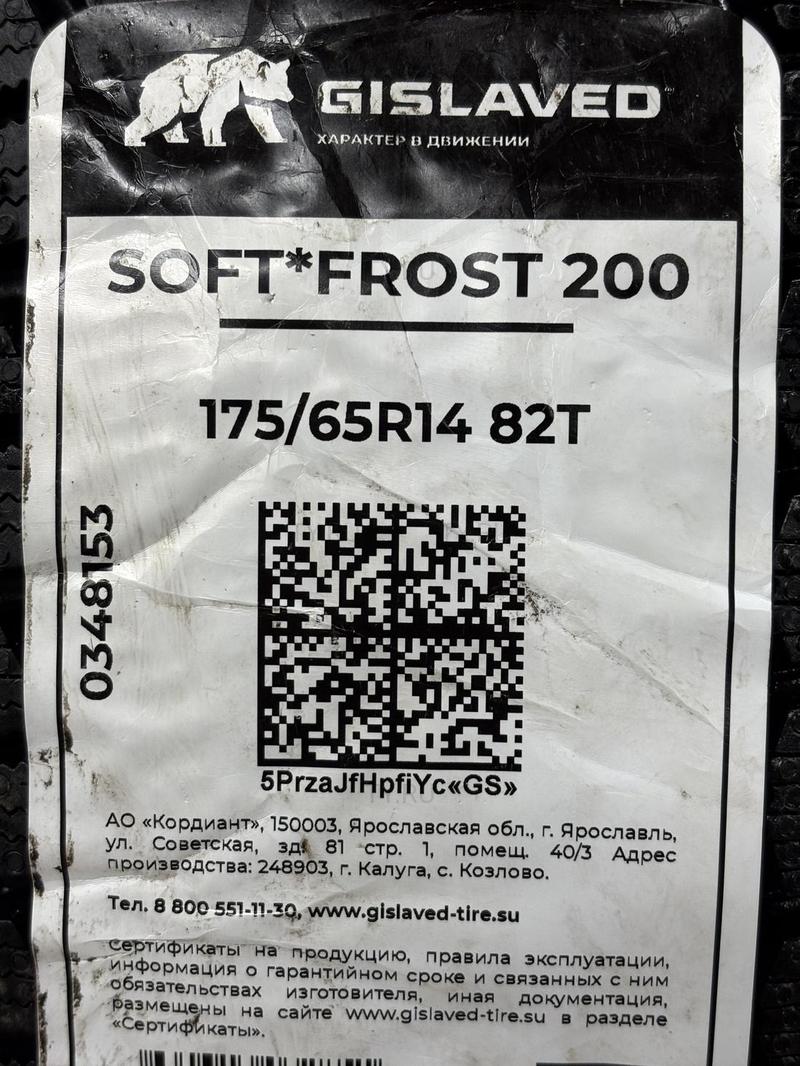 GISLAVED
ХАРАКТЕР В ДВИЖЕНИИ
SOFT*FROST 200
175/65R14 82T
0348153
5PrzaJfHpfiYc«GS»
АО «Кордиант», 150003, Ярославская обл., г. Ярославль,
ул. Советская, зд. 81 стр. 1, помещ. 40/3 Адрес
производства: 248903, г. Калуга, с. Козлово.
Тел. 8 800 551-11-30, www.gislaved-tire.su
Сертификаты на продукцию, правила эксплуатации,
информация о гарантийном сроке и связанных с ним
обязательствах изготовителя, иная документация,
размещены на сайте www.gislaved-tire.su в разделе
«Сертификаты».